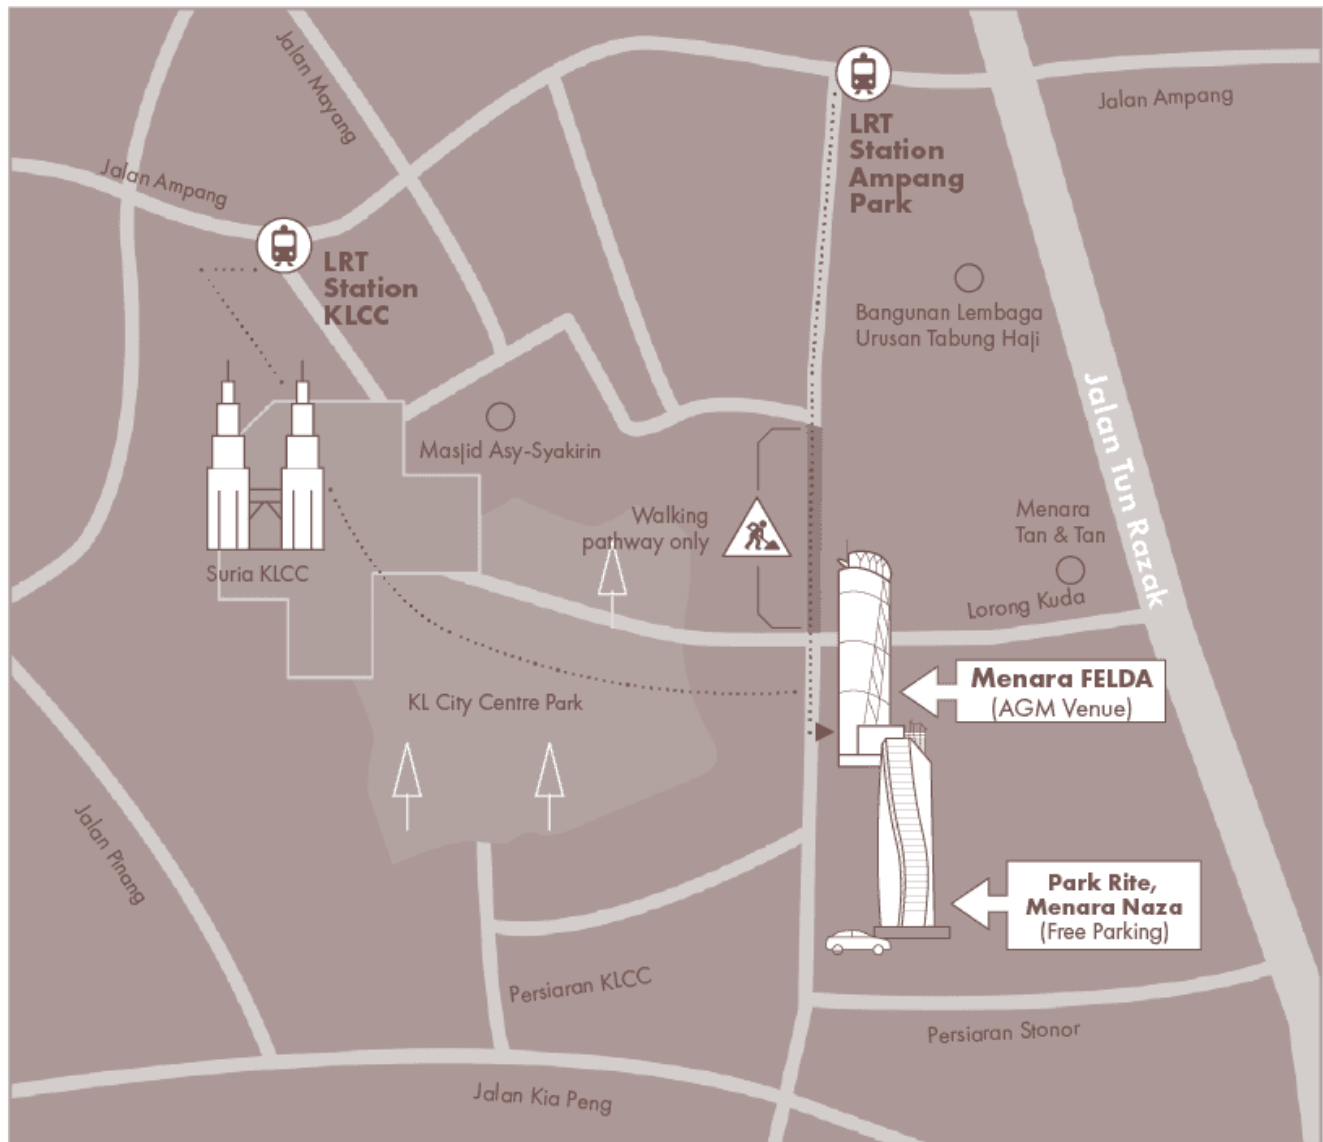 Jalan Mayang
Jalan Ampang
LRT
Station
Ampang
Park
Jalan Ampang
LRT
Station
KLCC
Bangunan Lembaga
Urusan Tabung Haji
Jalan Tun Razak
Masjid Asy-Syakirin
Walking
pathway only
Menara
Tan & Tan
Suria KLCC
Lorong Kuda
Menara FELDA
(AGM Venue)
KL City Centre Park
Jalan Pinang
Park Rite,
Menara Naza
(Free Parking)
Persiaran KLCC
Persiaran Stonor
Jalan Kia Peng